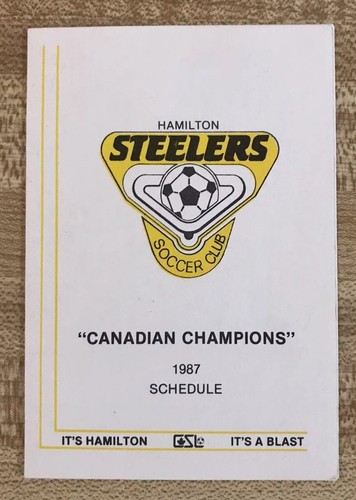 HAMILTON
STEELERS
SOCCER CLUB
"CANADIAN CHAMPIONS"
1987
SCHEDULE
IT'S HAMILTON CSL IT'S A BLAST